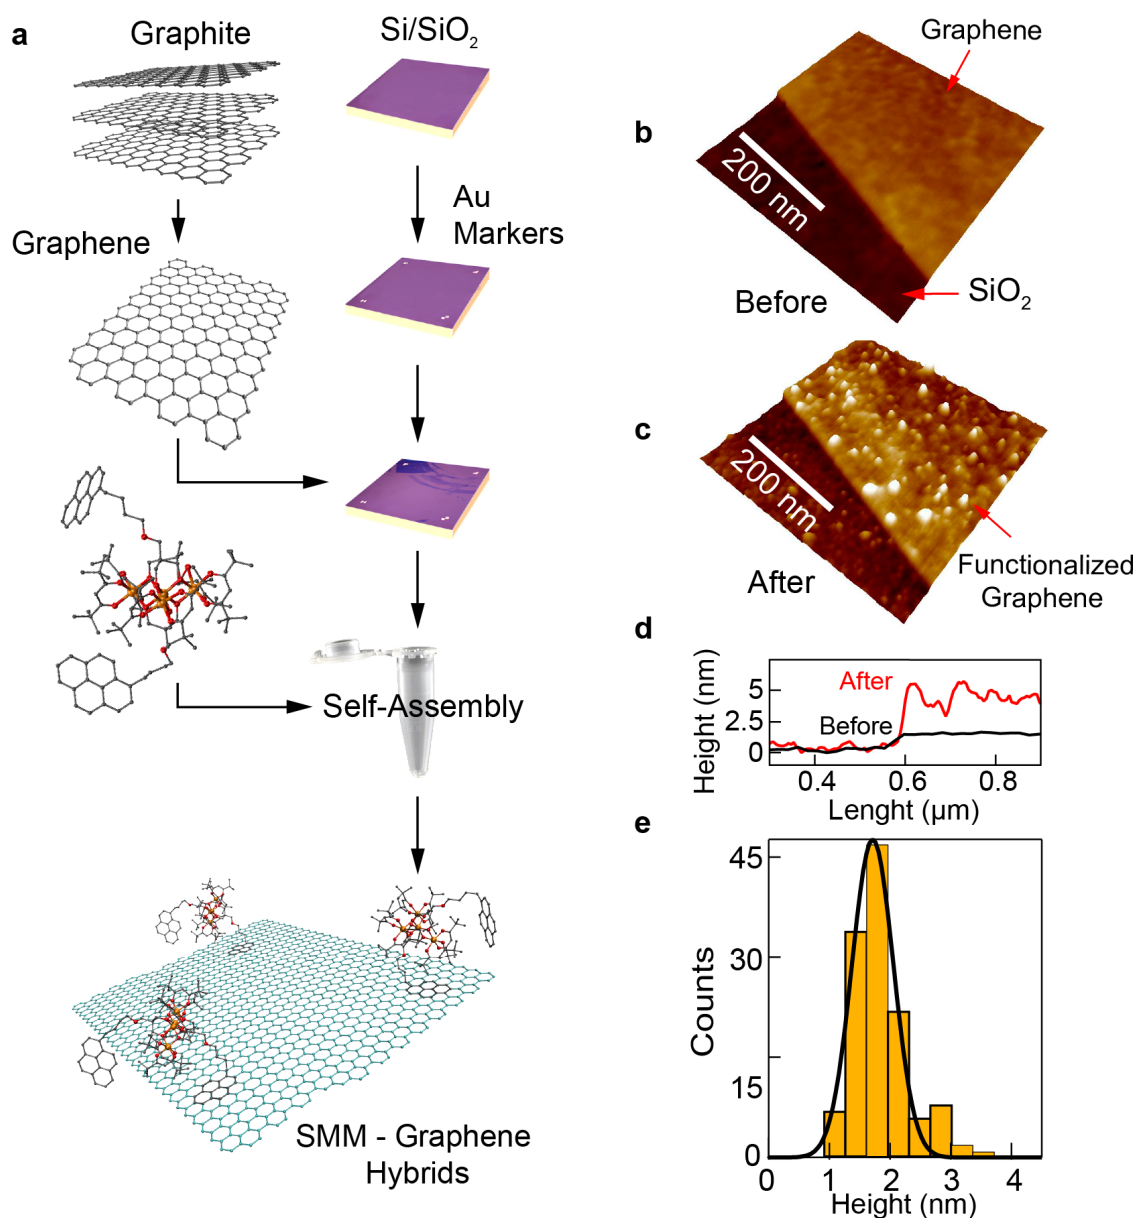 a
Graphite
Si/SiO₂
Au
Markers
Graphene
Self-Assembly
SMM - Graphene
Hybrids
b
Graphene
200 nm
Before
SiO₂
c
200 nm
After
Functionalized
Graphene
d
Height (nm)
5
2.5
0
After
Before
0.4
0.6
0.8
Lenght (µm)
e
Counts
45
30
15
0
0
1
2
3
4
Height (nm)